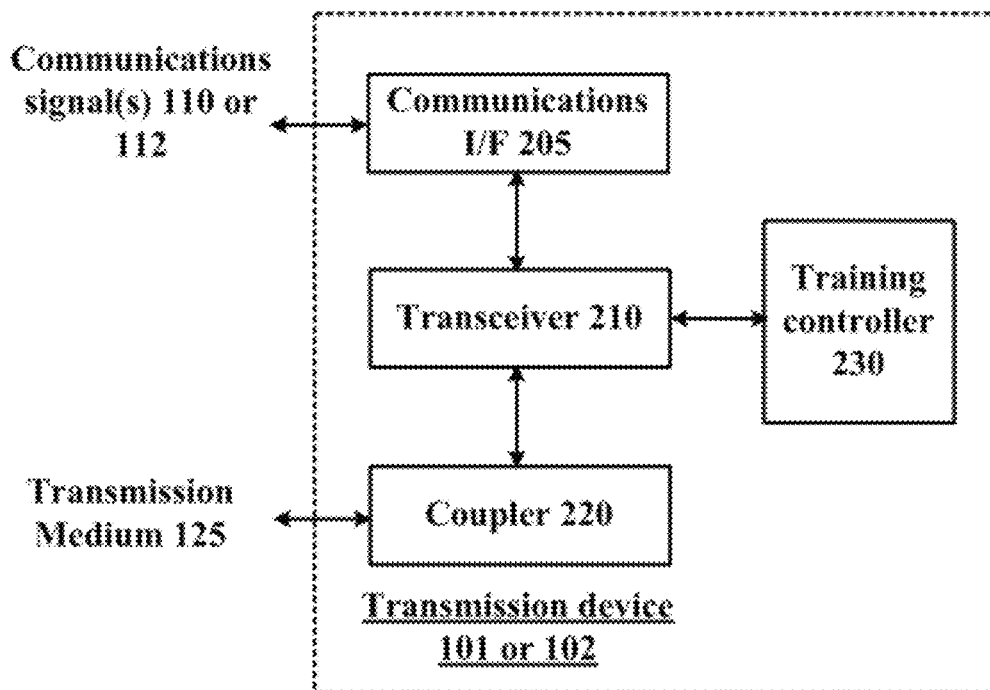 Communications
signal(s) 110 or
112
Communications
I/F 205
Transceiver 210
Training
controller
230
Transmission
Medium 125
Coupler 220
Transmission device
101 or 102